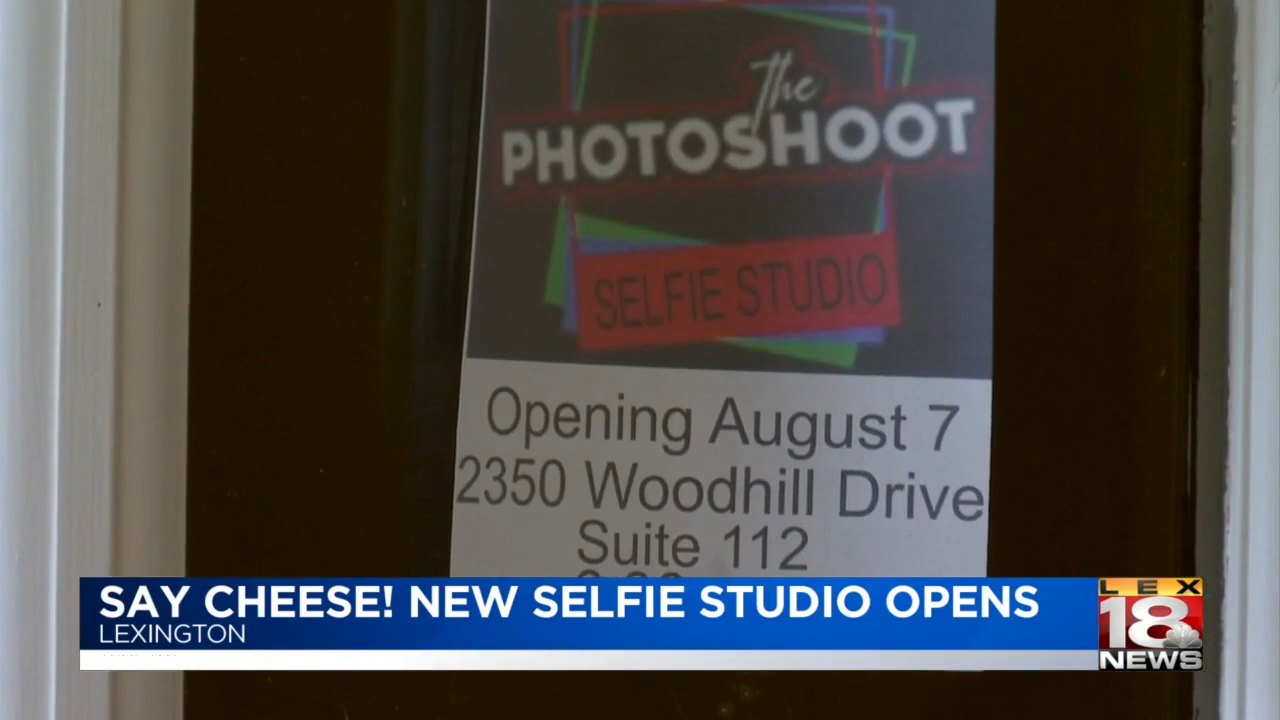 the
PHOTOSHOOT
SELFIE STUDIO
Opening August 7
2350 Woodhill Drive
Suite 112
SAY CHEESE! NEW SELFIE STUDIO OPENS
LEXINGTON
LEX
18
NEWS